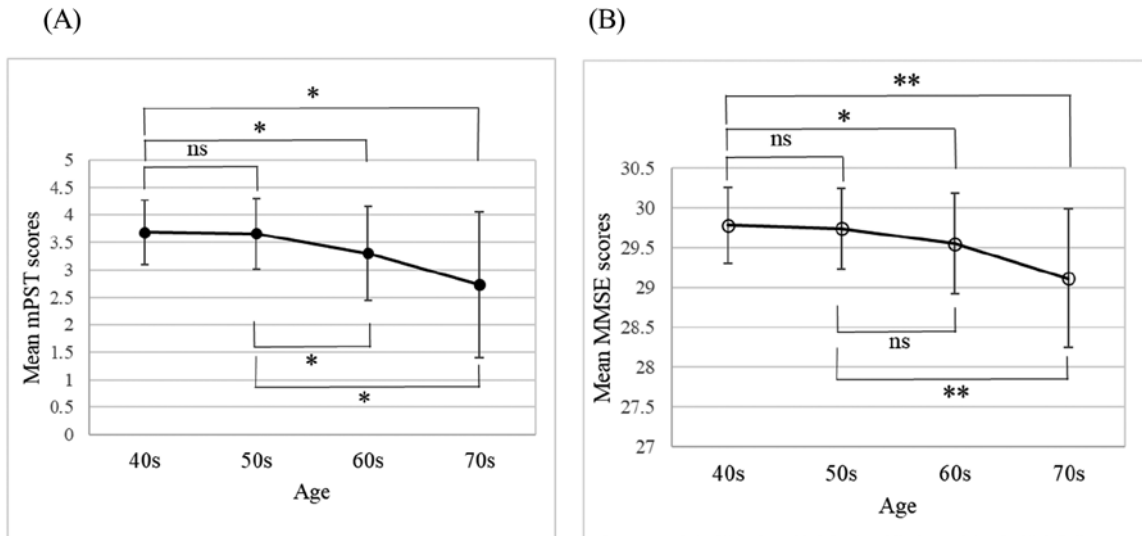 (A)
*
*
ns
5
4.5
4
3.5
3
2.5
2
1.5
1
0.5
0
Mean mPST scores
*
*
40s 50s 60s 70s
Age
(B)
**
*
ns
30.5
30
29.5
29
28.5
28
27.5
27
Mean MMSE scores
ns
**
40s 50s 60s 70s
Age